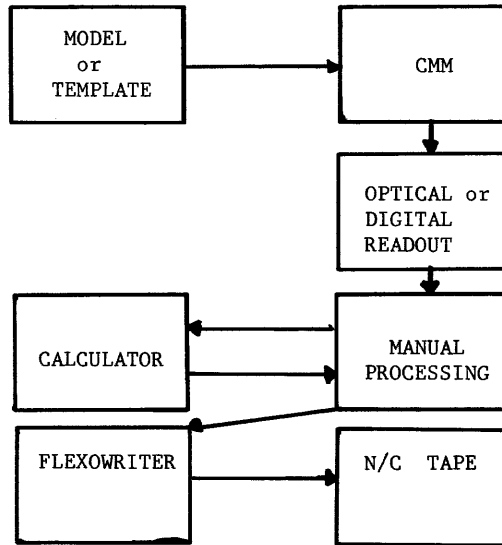 MODEL
or
TEMPLATE
CMM
OPTICAL or
DIGITAL
READOUT
CALCULATOR
MANUAL
PROCESSING
FLEXOWRITER
N/C TAPE